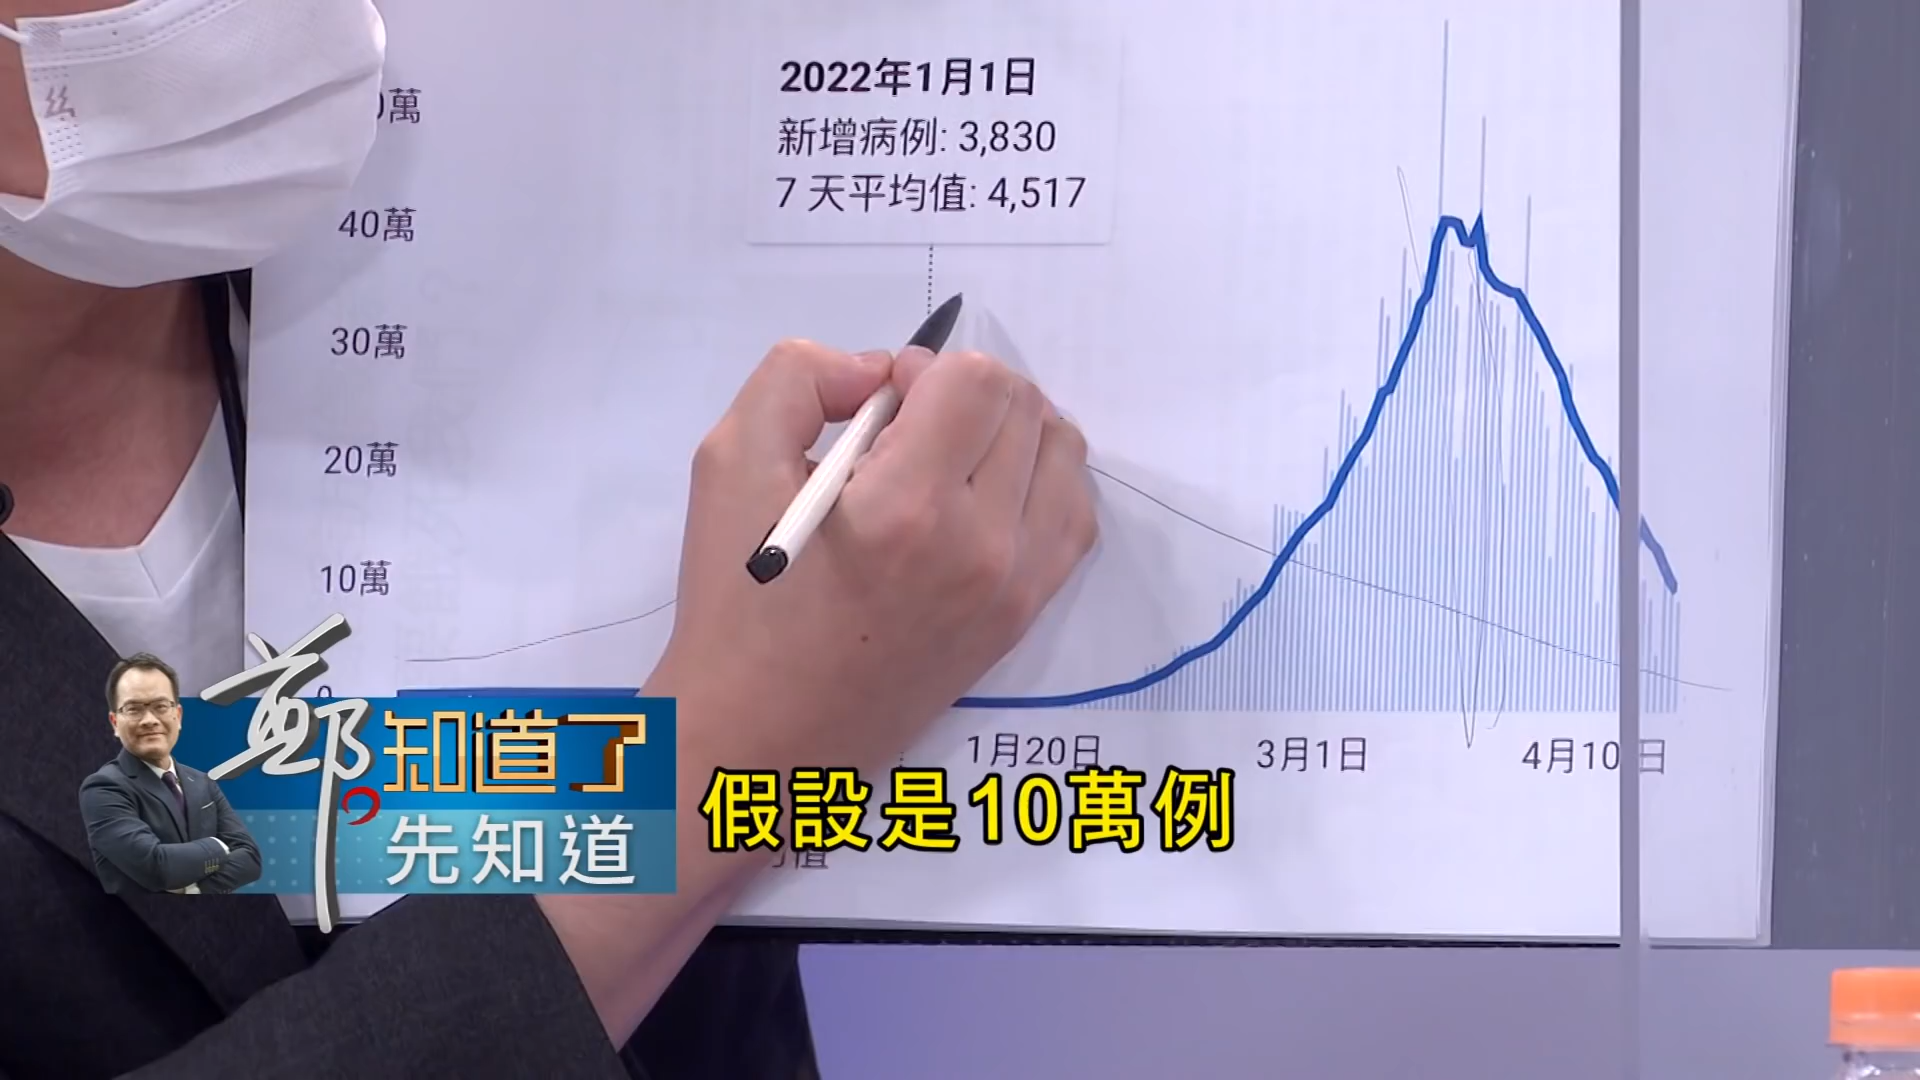 2022年1月1日
新增病例: 3,830
7 天平均值: 4,517
萬
40萬
30萬
20萬
10萬
0
1月20日
3月1日
4月10日
鄭知道了
先知道
假設是10萬例
均值